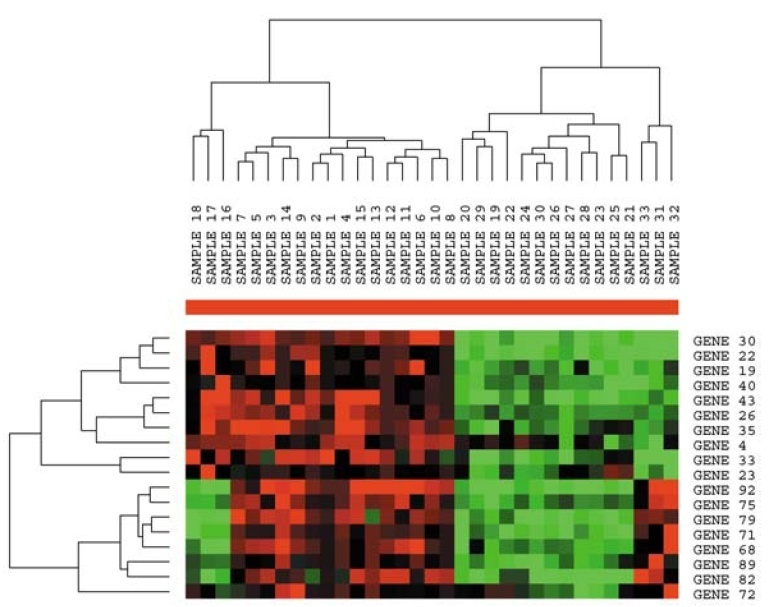 SAMPLE 18
SAMPLE 17
SAMPLE 16
SAMPLE 7
SAMPLE 5
SAMPLE 3
SAMPLE 14
SAMPLE 9
SAMPLE 2
SAMPLE 1
SAMPLE 4
SAMPLE 15
SAMPLE 13
SAMPLE 12
SAMPLE 11
SAMPLE 6
SAMPLE 10
SAMPLE 8
SAMPLE 20
SAMPLE 29
SAMPLE 19
SAMPLE 22
SAMPLE 24
SAMPLE 30
SAMPLE 26
SAMPLE 27
SAMPLE 28
SAMPLE 23
SAMPLE 25
SAMPLE 21
SAMPLE 33
SAMPLE 31
SAMPLE 32
GENE 30
GENE 22
GENE 19
GENE 40
GENE 43
GENE 26
GENE 35
GENE 4
GENE 33
GENE 23
GENE 92
GENE 75
GENE 79
GENE 71
GENE 68
GENE 89
GENE 82
GENE 72